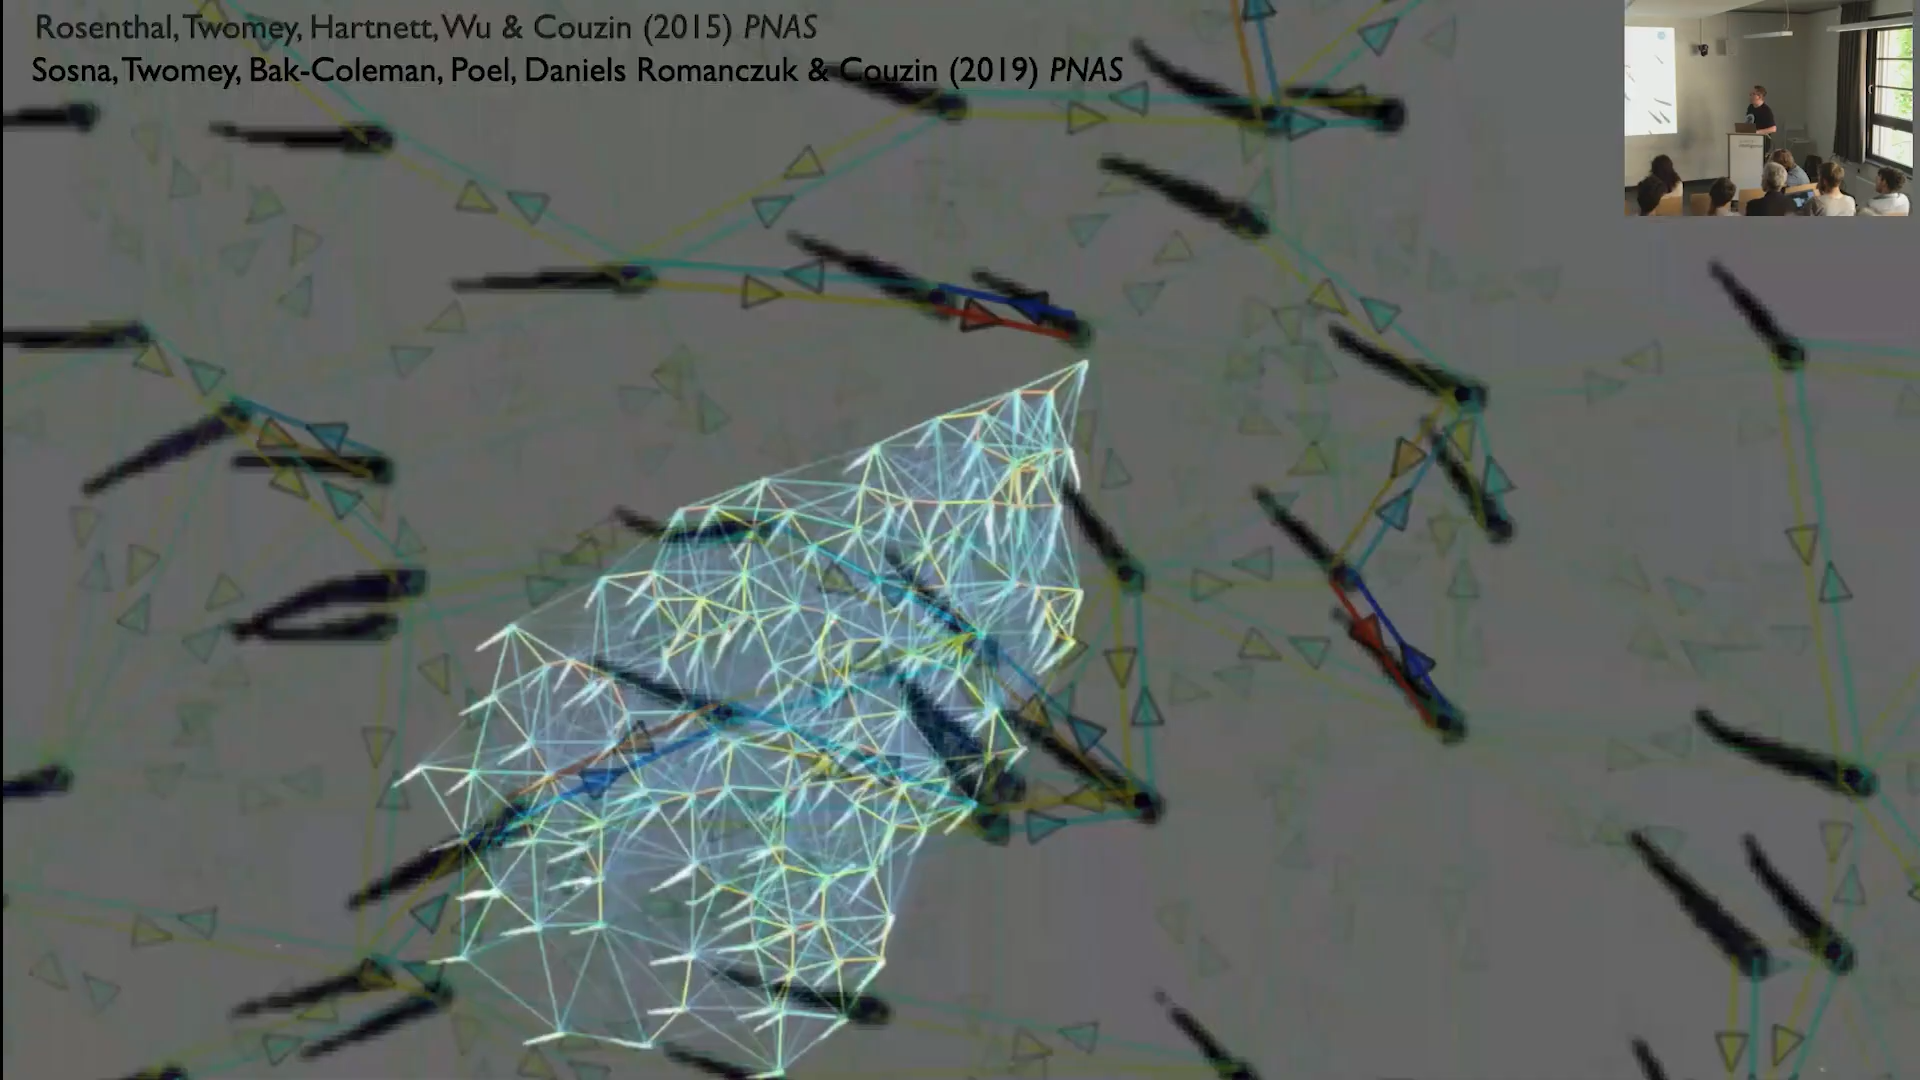 Rosenthal, Twomey, Hartnett, Wu & Couzin (2015) PNAS
Sosna, Twomey, Bak-Coleman, Poel, Daniels Romanczuk & Couzin (2019) PNAS